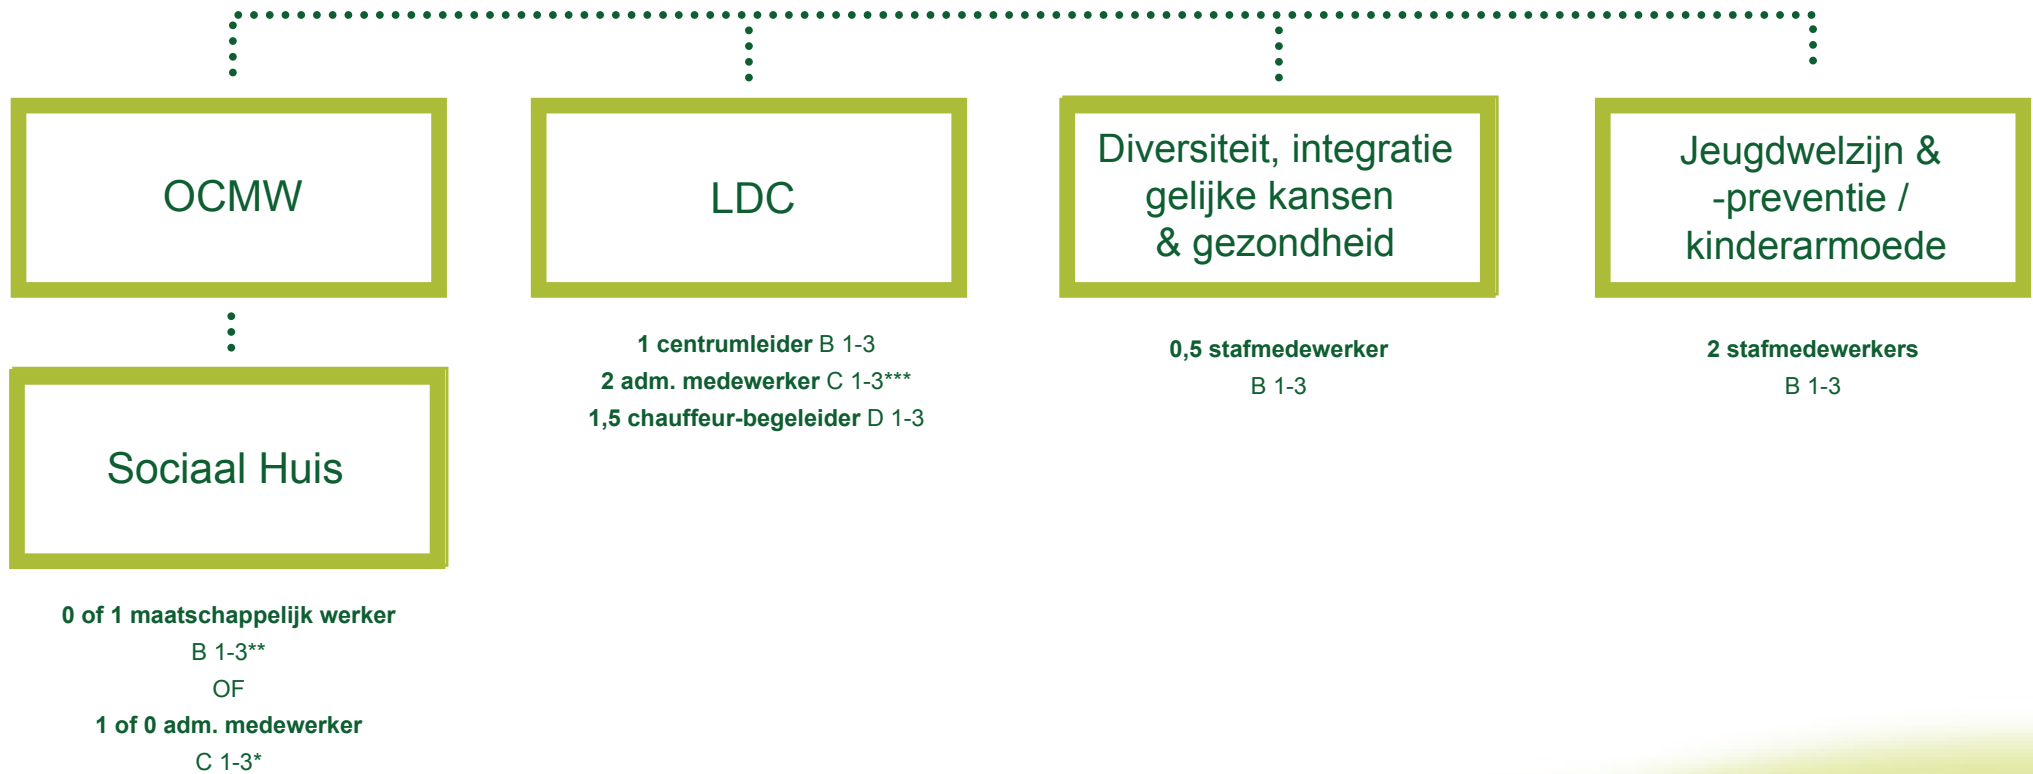 OCMW
LDC
Diversiteit, integratie
gelijke kansen
& gezondheid
Jeugdwelzijn &
-preventie /
kinderarmoede
Sociaal Huis
0 of 1 maatschappelijk werker
B 1-3**
OF
1 of 0 adm. medewerker
C 1-3*
1 centrumleider B 1-3
2 adm. medewerker C 1-3***
1,5 chauffeur-begeleider D 1-3
0,5 stafmedewerker
B 1-3
2 stafmedewerkers
B 1-3